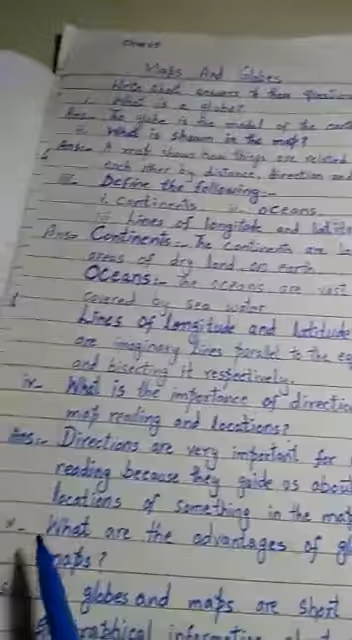 Maps And Globes
Write short answers to these questions
i. What is a globe?
Ans:- The globe is the model of the
ii. What is shown in the map?
Ans:- A map shows how things are related
each other by distance, direction and
iii- Define the following:-
i. Continents ii. Oceans
iii- Lines of longitude and
Ans:- Continents:- The continents are
areas of dry land on earth
Oceans:- The oceans are vast
covered by sea water
Lines of longitude and latitude
are imaginary lines parallel to the
and bisecting it respectively.
iv- What is the importance of
map reading and locations?
Ans:- Directions are very important for
reading because they guide us about
locations of something in the
v- What are the advantages of
maps?
globes and maps are short